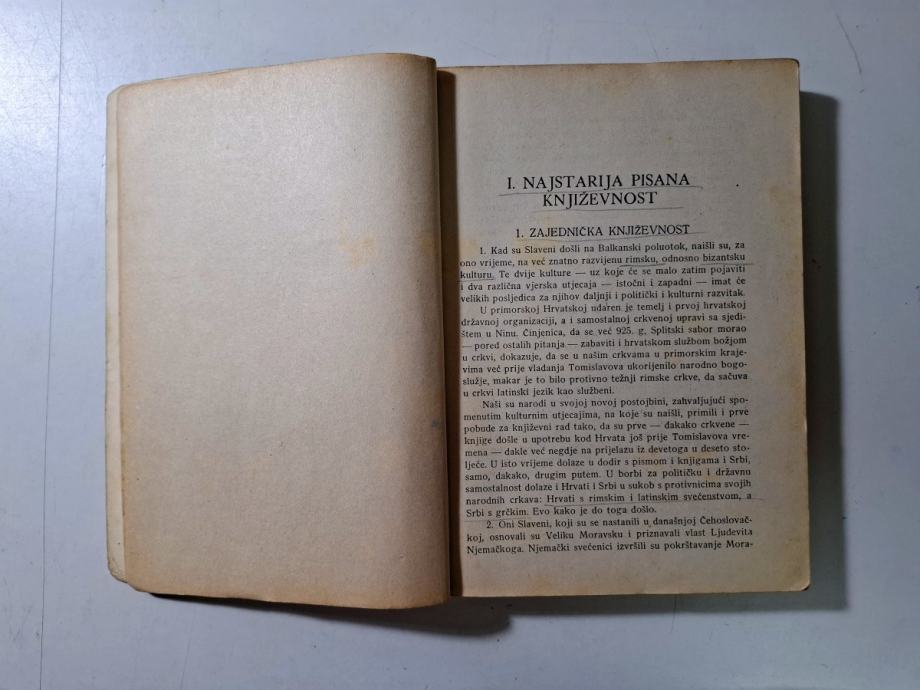 I. NAJSTARIJA PISANA
KNJIŽEVNOST
1. ZAJEDNIČKA KNJIŽEVNOST
1. Kad su Slaveni došli na Balkanski poluotok, naišli su, za
ono vrijeme, na već znatno razvijenu rimsku, odnosno bizantsku
kulturu. Te dvije kulture — uz koje će se malo zatim pojaviti
i dva različna vjerska utjecaja — istočni i zapadni — imat će
velikih posljedica za njihov daljnji i politički i kulturni razvitak.
U primorskoj Hrvatskoj udaren je temelj i prvoj hrvatskoj
državnoj organizaciji, a i samostalnoj crkvenoj upravi sa sjedi-
štem u Ninu. Činjenica, da se već 925. g. Splitski sabor morao
— pored ostalih pitanja — zabaviti i hrvatskom službom božjom
u crkvi, dokazuje, da se u našim crkvama u primorskim kraje-
vima već prije vladanja Tomislavova ukorijenilo narodno bogo-
služje, makar je to bilo protivno težnji rimske crkve, da sačuva
u crkvi latinski jezik kao službeni.
Naši su narodi u svojoj novoj postojbini, zahvaljujući spo-
menutim kulturnim utjecajima, na koje su naišli, primili i prve
pobude za književni rad tako, da su prve — dakako crkvene —
knjige došle u upotrebu kod Hrvata još prije Tomislavova vre-
mena — dakle već negdje na prijelazu iz devetoga u deseto sto-
ljeće. U isto vrijeme dolaze u dodir s pismom i knjigama i Srbi,
samo, dakako, drugim putem. U borbi za političku i državnu
samostalnost dolaze i Hrvati i Srbi u sukob s protivnicima svojih
narodnih crkava: Hrvati s rimskim i latinskim svećenstvom, a
Srbi s grčkim. Evo kako je do toga došlo.
2. Oni Slaveni, koji su se nastanili u današnjoj Čehoslovač-
koj, osnovali su Veliku Moravsku i priznavali vlast Ljudevita
Njemačkoga. Njemački svećenici izvršili su pokrštavanje Mora-